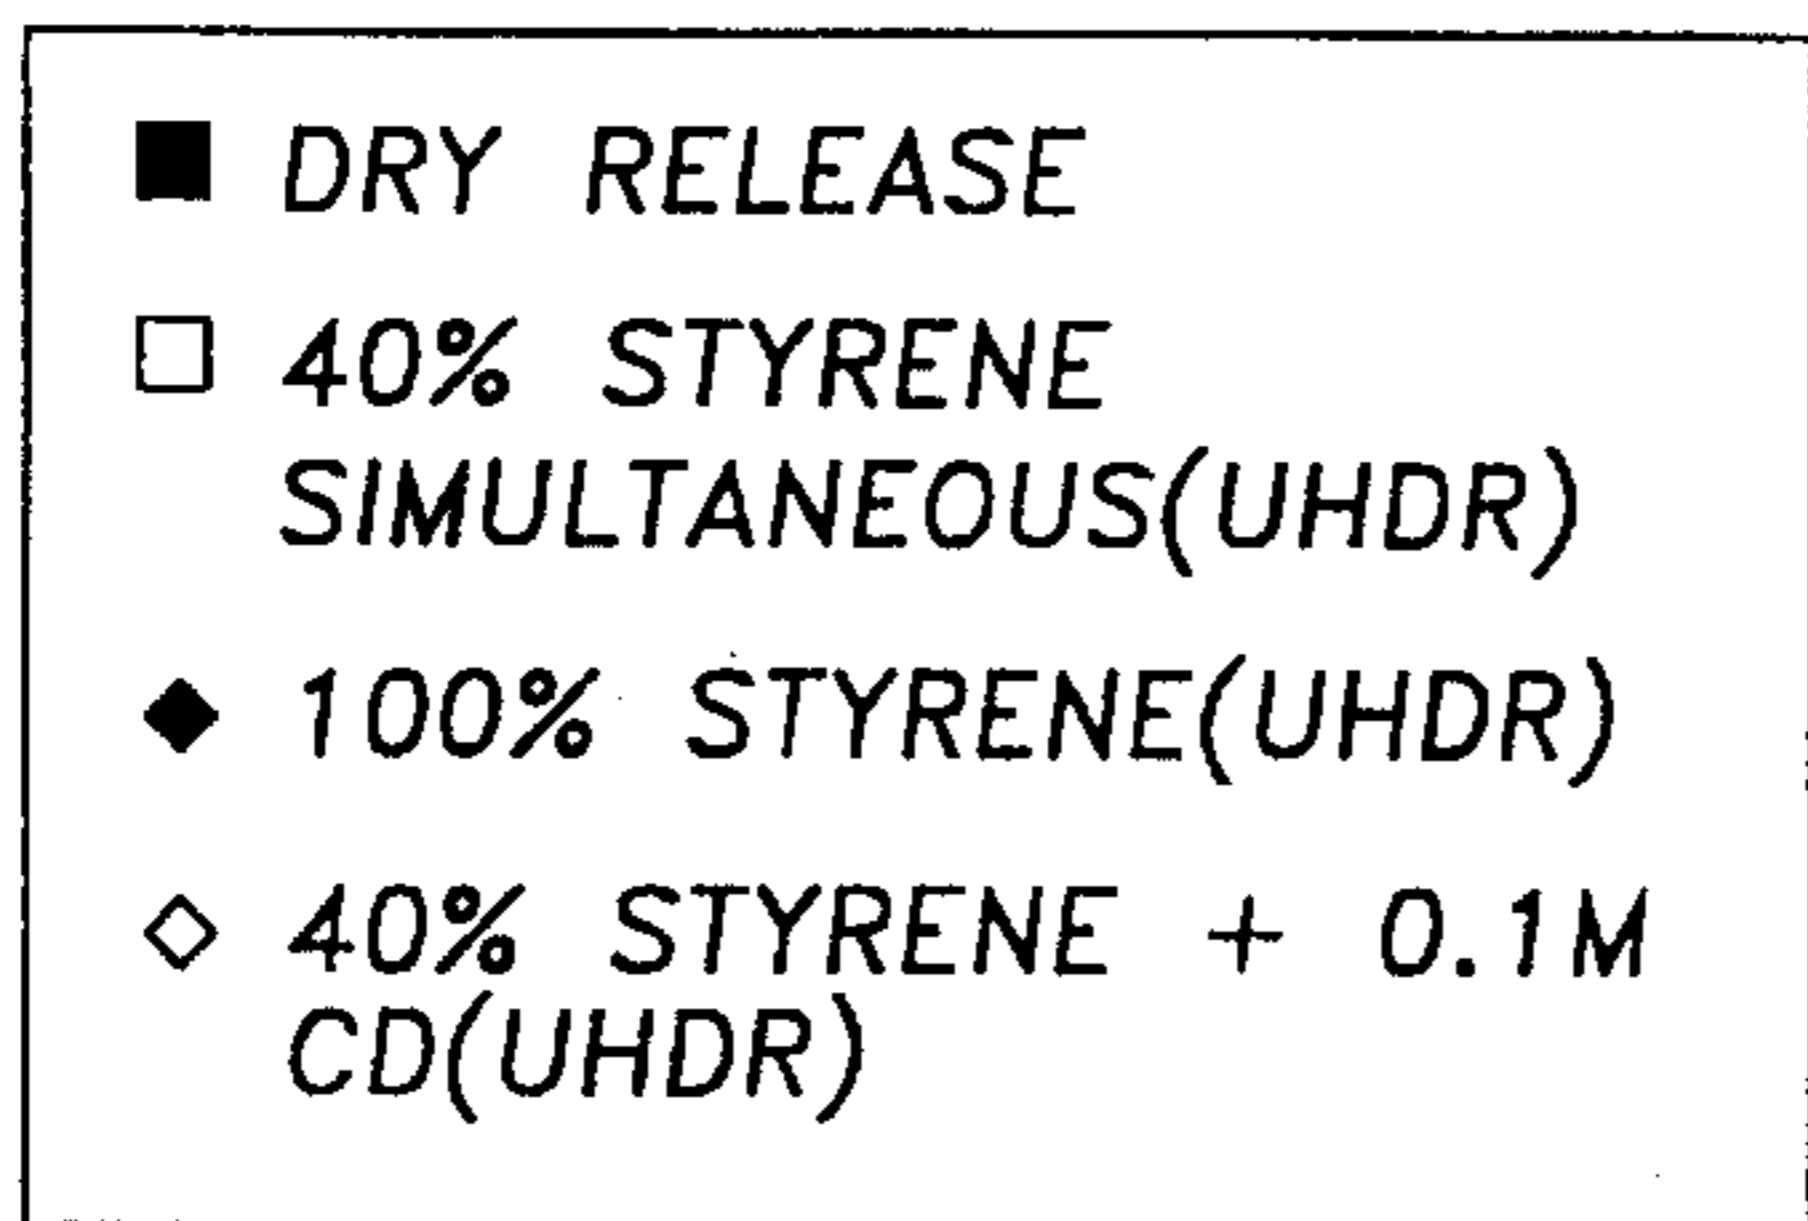 DRY RELEASE
40% STYRENE
SIMULTANEOUS(UHDR)
100% STYRENE(UHDR)
40% STYRENE + 0.1M
CD(UHDR)